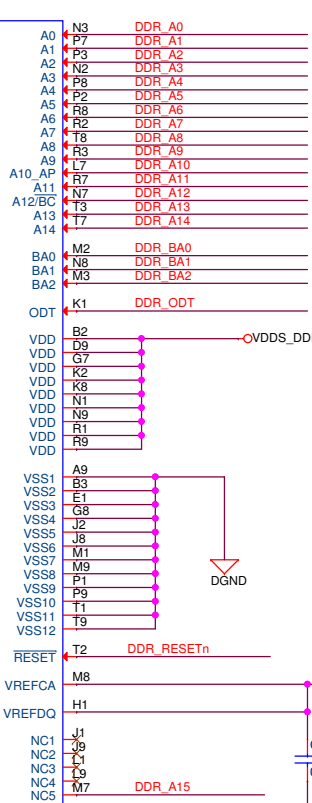 A0 N3 DDR_A0
A1 P7 DDR_A1
A2 P3 DDR_A2
A3 N2 DDR_A3
A4 P8 DDR_A4
A5 P2 DDR_A5
A6 R8 DDR_A6
A7 R2 DDR_A7
A8 T8 DDR_A8
A9 R3 DDR_A9
A10_AP L7 DDR_A10
A11 R7 DDR_A11
A12/BC N7 DDR_A12
A13 T3 DDR_A13
A14 T7 DDR_A14
BA0 M2 DDR_BA0
BA1 N8 DDR_BA1
BA2 M3 DDR_BA2
ODT K1 DDR_ODT
VDD B2 VDDS_DD
VDD D9
VDD G7
VDD K2
VDD K8
VDD N1
VDD N9
VDD R1
VDD R9
VSS1 A9
VSS2 B3
VSS3 E1
VSS4 G8
VSS5 J2
VSS6 J8
VSS7 M1
VSS8 M9 DGND
VSS9 P1
VSS10 P9
VSS11 T1
VSS12 T9
RESET T2 DDR_RESETn
VREFCA M8
VREFDQ H1
NC1 J1
NC2 J9
NC3 L1
NC4 L9
NC5 M7 DDR_A15